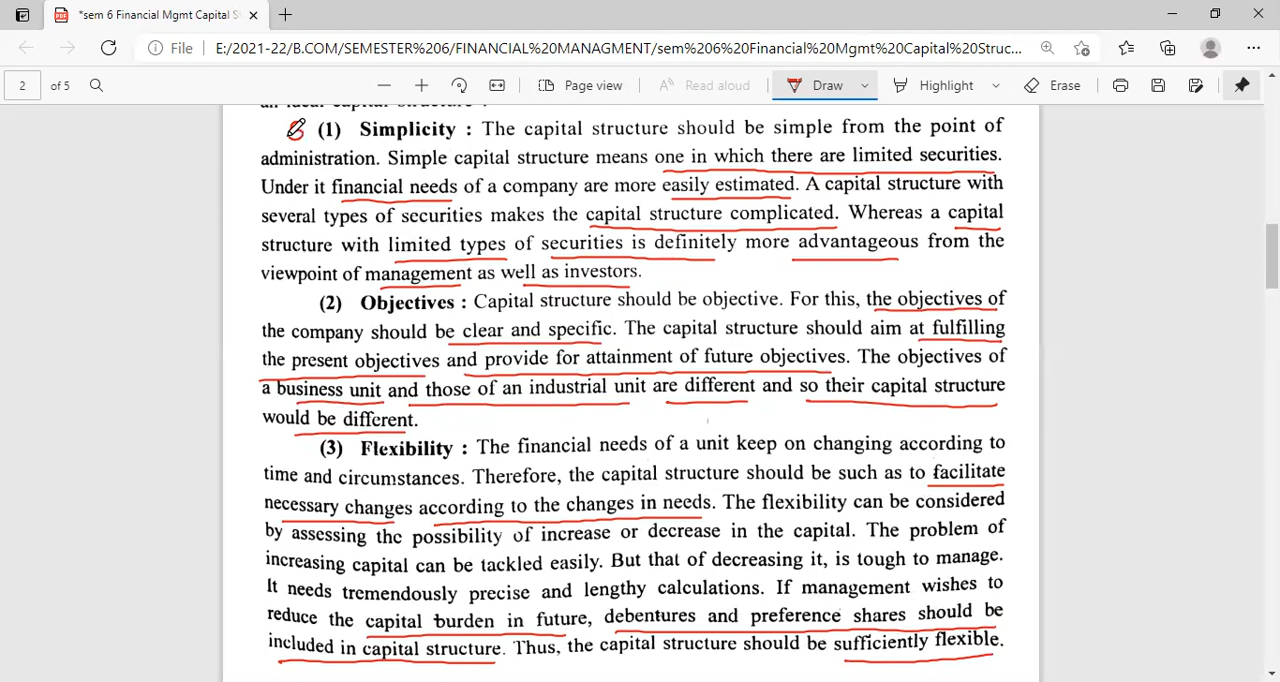 *sem 6 Financial Mgmt Capital St
File E:/2021-22/B.COM/SEMESTER%206/FINANCIAL%20MANAGMENT/sem%206%20Financial%20Mgmt%20Capital%20Struc...
2 of 5 Page view Read aloud Draw Highlight Erase
an ideal capital structure :
(1) Simplicity : The capital structure should be simple from the point of
administration. Simple capital structure means one in which there are limited securities.
Under it financial needs of a company are more easily estimated. A capital structure with
several types of securities makes the capital structure complicated. Whereas a capital
structure with limited types of securities is definitely more advantageous from the
viewpoint of management as well as investors.
(2) Objectives : Capital structure should be objective. For this, the objectives of
the company should be clear and specific. The capital structure should aim at fulfilling
the present objectives and provide for attainment of future objectives. The objectives of
a business unit and those of an industrial unit are different and so their capital structure
would be different.
(3) Flexibility : The financial needs of a unit keep on changing according to
time and circumstances. Therefore, the capital structure should be such as to facilitate
necessary changes according to the changes in needs. The flexibility can be considered
by assessing the possibility of increase or decrease in the capital. The problem of
increasing capital can be tackled easily. But that of decreasing it, is tough to manage.
It needs tremendously precise and lengthy calculations. If management wishes to
reduce the capital burden in future, debentures and preference shares should be
included in capital structure. Thus, the capital structure should be sufficiently flexible.